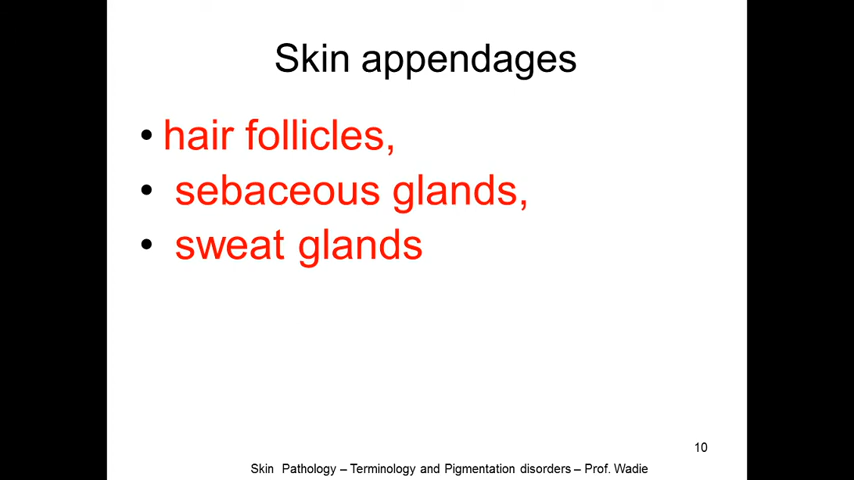 Skin appendages
• hair follicles,
• sebaceous glands,
• sweat glands
10
Skin Pathology – Terminology and Pigmentation disorders – Prof. Wadie